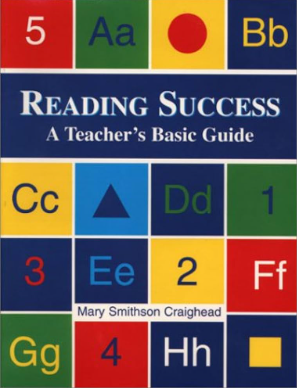 5 Aa Bb
READING SUCCESS
A Teacher's Basic Guide
Cc Dd 1
3 Ee 2 Ff
Mary Smithson Craighead
Gg 4 Hh